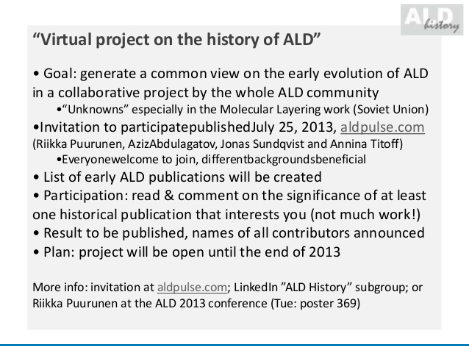 ALD
history
“Virtual project on the history of ALD”
• Goal: generate a common view on the early evolution of ALD
in a collaborative project by the whole ALD community
•“Unknowns” especially in the Molecular Layering work (Soviet Union)
•Invitation to participatepublishedJuly 25, 2013, aldpulse.com
(Riikka Puurunen, AzizAbdulagatov, Jonas Sundqvist and Annina Titoff)
•Everyonewelcome to join, differentbackgroundsbeneficial
• List of early ALD publications will be created
• Participation: read & comment on the significance of at least
one historical publication that interests you (not much work!)
• Result to be published, names of all contributors announced
• Plan: project will be open until the end of 2013
More info: invitation at aldpulse.com; LinkedIn ”ALD History” subgroup; or
Riikka Puurunen at the ALD 2013 conference (Tue: poster 369)